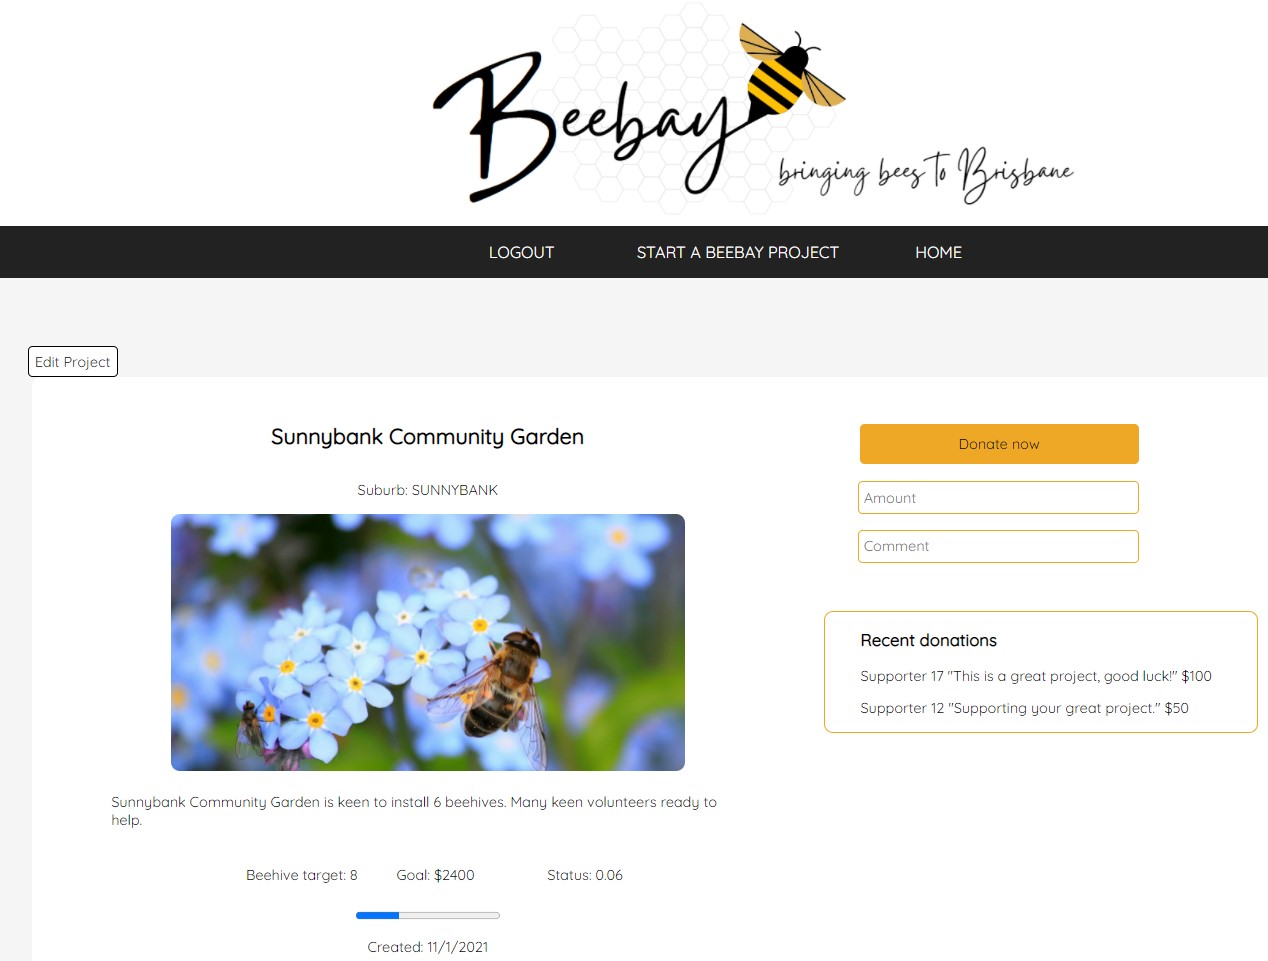 Beebay
bringing bees to Brisbane
LOGOUT
START A BEEBAY PROJECT
HOME
Edit Project
Sunnybank Community Garden
Suburb: SUNNYBANK
Sunnybank Community Garden is keen to install 6 beehives. Many keen volunteers ready to
help.
Beehive target: 8
Goal: $2400
Status: 0.06
Created: 11/1/2021
Donate now
Amount
Comment
Recent donations
Supporter 17 "This is a great project, good luck!" $100
Supporter 12 "Supporting your great project." $50